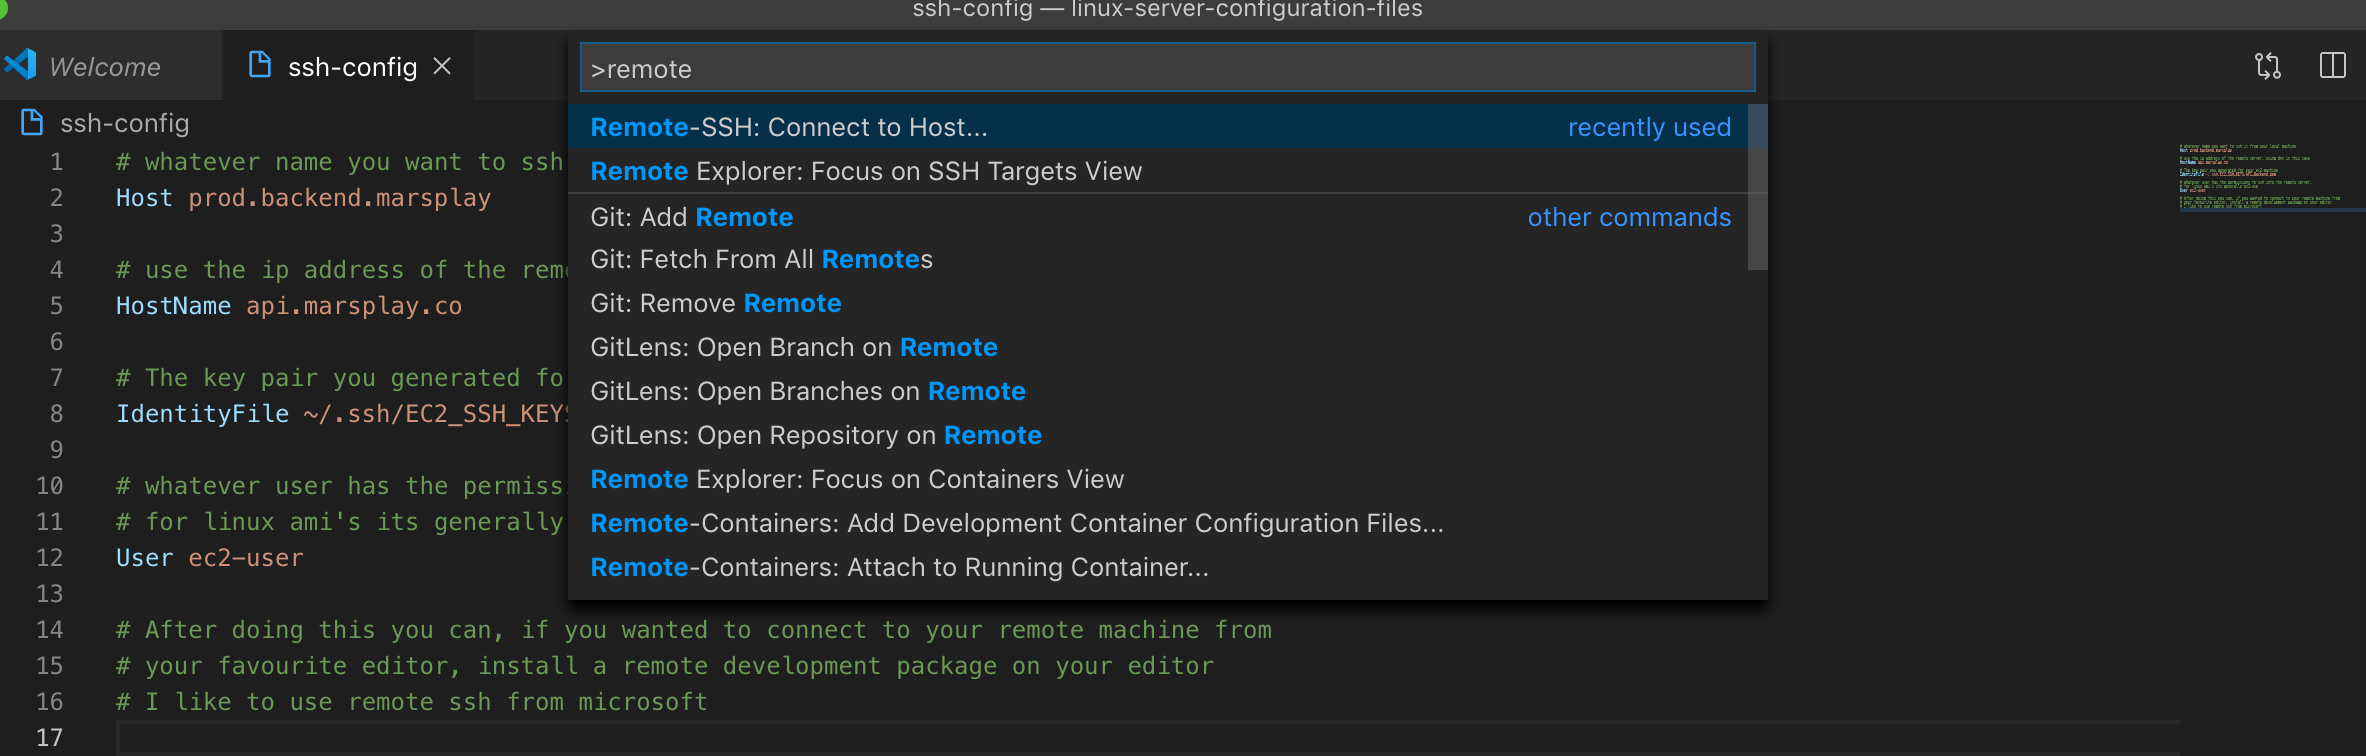 ssh-config — linux-server-configuration-files
Welcome
ssh-config
>remote
Remote-SSH: Connect to Host... recently used
Remote Explorer: Focus on SSH Targets View
Git: Add Remote other commands
Git: Fetch From All Remotes
Git: Remove Remote
GitLens: Open Branch on Remote
GitLens: Open Branches on Remote
GitLens: Open Repository on Remote
Remote Explorer: Focus on Containers View
Remote-Containers: Add Development Container Configuration Files...
Remote-Containers: Attach to Running Container...
ssh-config
1 # whatever name you want to ssh
2 Host prod.backend.marsplay
3
4 # use the ip address of the rem
5 HostName api.marsplay.co
6
7 # The key pair you generated fo
8 IdentityFile ~/.ssh/EC2_SSH_KEYS
9
10 # whatever user has the permiss
11 # for linux ami's its generally
12 User ec2-user
13
14 # After doing this you can, if you wanted to connect to your remote machine from
15 # your favourite editor, install a remote development package on your editor
16 # I like to use remote ssh from microsoft
17